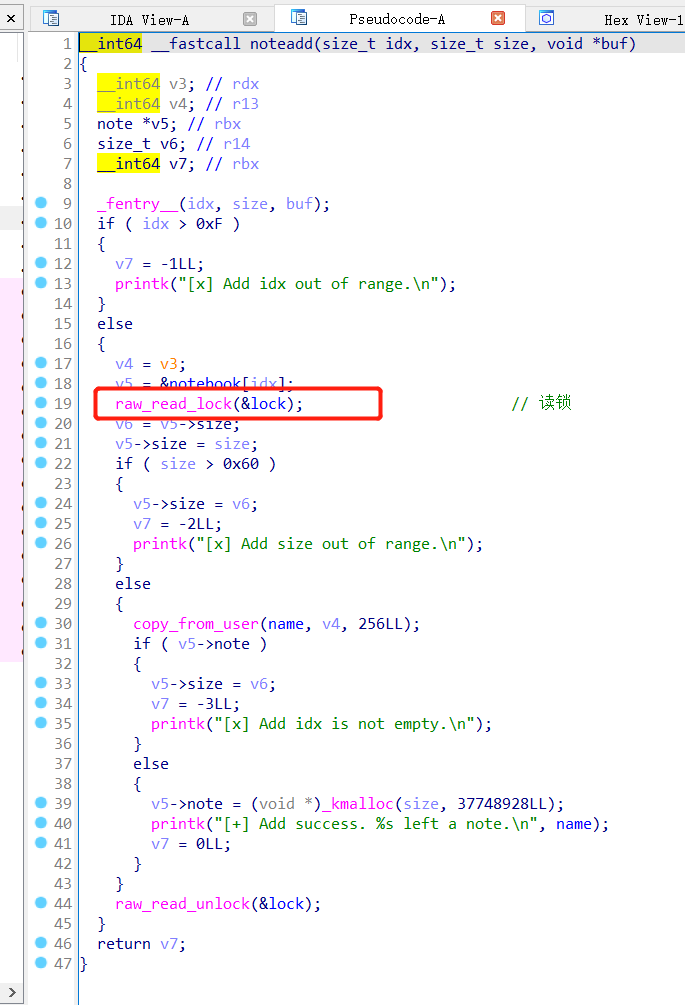 IDA View-A Pseudocode-A Hex View-1
1 __int64 __fastcall noteadd(size_t idx, size_t size, void *buf)
2 {
3 __int64 v3; // rdx
4 __int64 v4; // r13
5 note *v5; // rbx
6 size_t v6; // r14
7 __int64 v7; // rbx
8
9 _fentry__(idx, size, buf);
10 if ( idx > 0xF )
11 {
12 v7 = -1LL;
13 printk("[x] Add idx out of range.\n");
14 }
15 else
16 {
17 v4 = v3;
18 v5 = &notebook[idx];
19 raw_read_lock(&lock); // 读锁
20 v6 = v5->size;
21 v5->size = size;
22 if ( size > 0x60 )
23 {
24 v5->size = v6;
25 v7 = -2LL;
26 printk("[x] Add size out of range.\n");
27 }
28 else
29 {
30 copy_from_user(name, v4, 256LL);
31 if ( v5->note )
32 {
33 v5->size = v6;
34 v7 = -3LL;
35 printk("[x] Add idx is not empty.\n");
36 }
37 else
38 {
39 v5->note = (void *)_kmalloc(size, 37748928LL);
40 printk("[+] Add success. %s left a note.\n", name);
41 v7 = 0LL;
42 }
43 }
44 raw_read_unlock(&lock);
45 }
46 return v7;
47 }